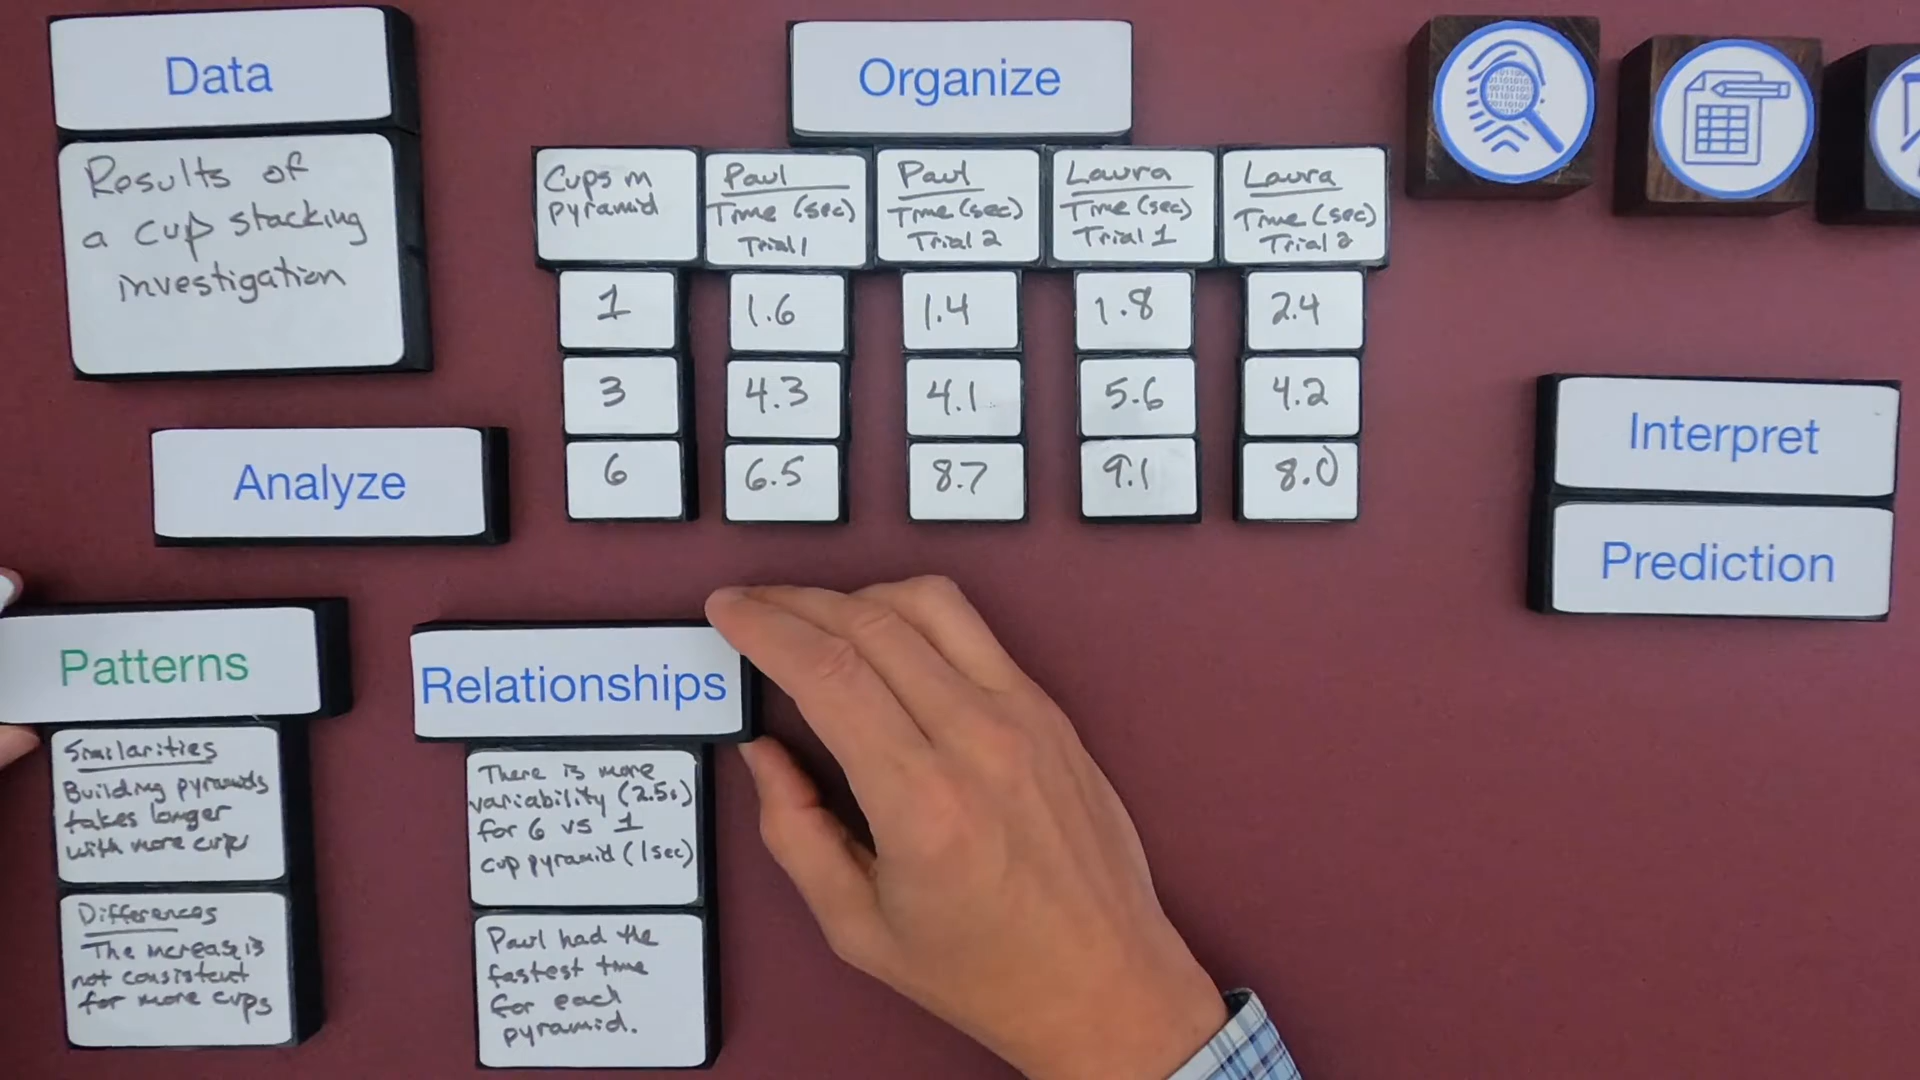 Data
Results of
a cup stacking
investigation
Organize
Cups in
pyramid
Paul
Time (sec)
Trial 1
Paul
Time (sec)
Trial 2
Laura
Time (sec)
Trial 1
Laura
Time (sec)
Trial 2
1 1.6 1.4 1.8 2.4
3 4.3 4.1 5.6 4.2
6 6.5 8.7 9.1 8.0
Analyze
Interpret
Prediction
Patterns
Similarities
Building pyramids
takes longer
with more cups
Differences
The increase is
not consistent
for more cups
Relationships
There is more
variability (2.5s)
for 6 vs 1
cup pyramid (1sec)
Paul had the
fastest time
for each
pyramid.